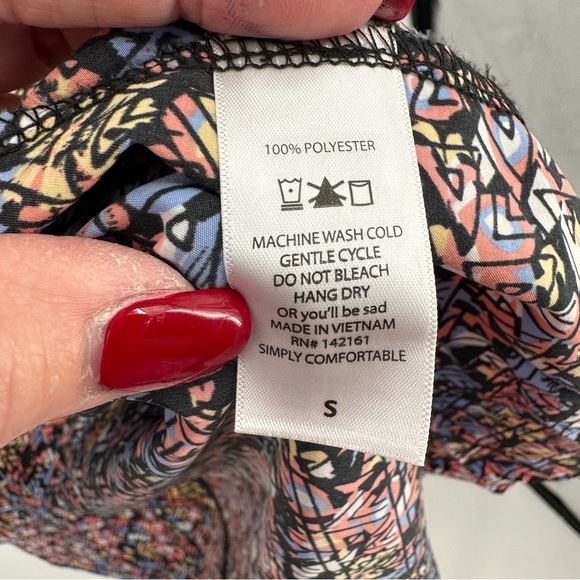 100% POLYESTER
MACHINE WASH COLD
GENTLE CYCLE
DO NOT BLEACH
HANG DRY
OR you'll be sad
MADE IN VIETNAM
RN# 142161
SIMPLY COMFORTABLE
S